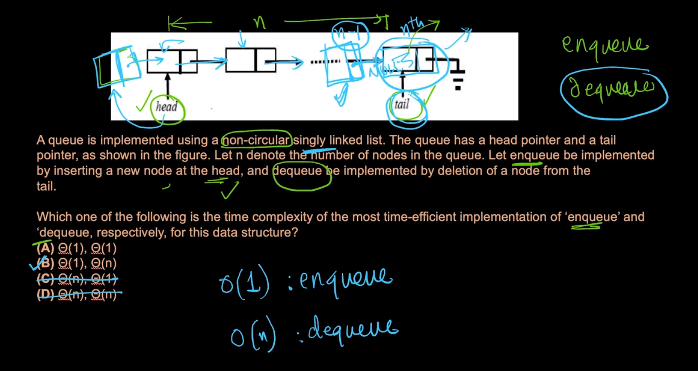 n
n-1
nth
enqueue
dequeue
head
tail
A queue is implemented using a non-circular singly linked list. The queue has a head pointer and a tail
pointer, as shown in the figure. Let n denote the number of nodes in the queue. Let enqueue be implemented
by inserting a new node at the head, and dequeue be implemented by deletion of a node from the
tail.
Which one of the following is the time complexity of the most time-efficient implementation of ‘enqueue’ and
‘dequeue, respectively, for this data structure?
(A) Θ(1), Θ(1)
(B) Θ(1), Θ(n)
(C) Θ(n), Θ(1)
(D) Θ(n), Θ(n)
O(1) : enqueue
O(n) : dequeue